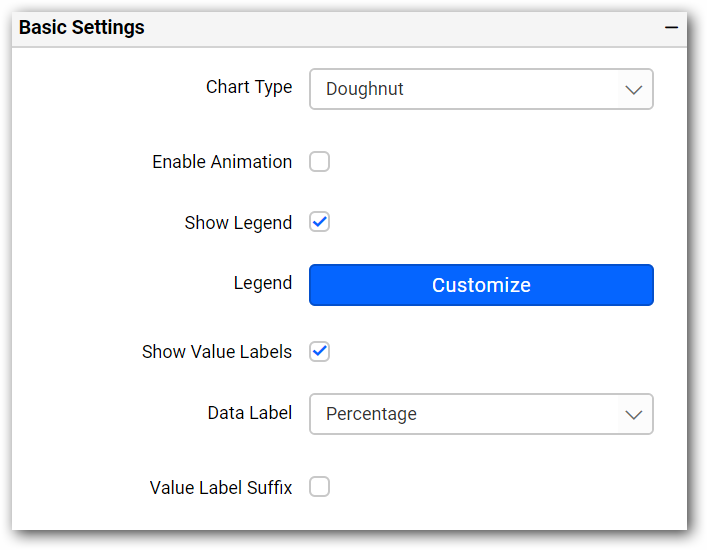 Basic Settings
Chart Type Doughnut
Enable Animation
Show Legend
Legend Customize
Show Value Labels
Data Label Percentage
Value Label Suffix